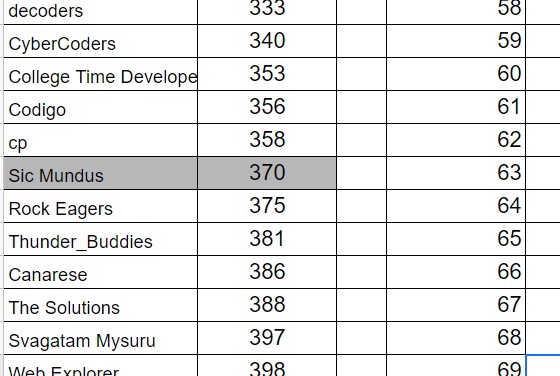 decoders 333 58
CyberCoders 340 59
College Time Develope 353 60
Codigo 356 61
cp 358 62
Sic Mundus 370 63
Rock Eagers 375 64
Thunder_Buddies 381 65
Canarese 386 66
The Solutions 388 67
Svagatam Mysuru 397 68
Web Explorer 398 69